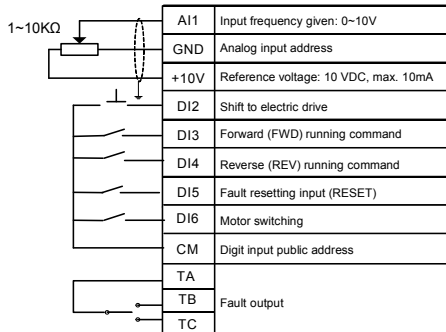 1~10KΩ
AI1 Input frequency given: 0~10V
GND Analog input address
+10V Reference voltage: 10 VDC, max. 10mA
DI2 Shift to electric drive
DI3 Forward (FWD) running command
DI4 Reverse (REV) running command
DI5 Fault resetting input (RESET)
DI6 Motor switching
CM Digit input public address
TA
TB Fault output
TC